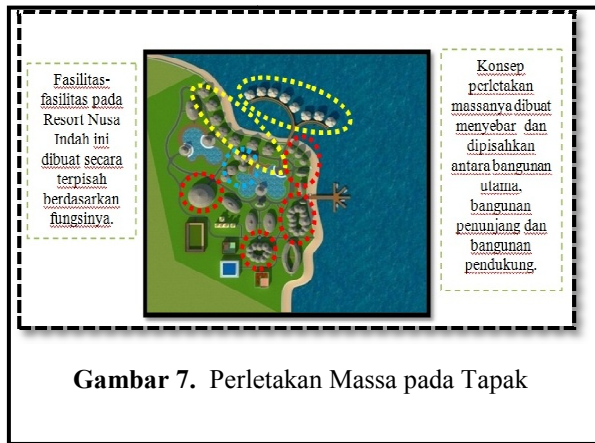 Fasilitas-
fasilitas pada
Resort Nusa
Indah ini
dibuat secara
terpisah
berdasarkan
fungsinya.
Konsep
perletakan
massanya dibuat
menyebar dan
dipisahkan
antara bangunan
utama,
bangunan
penunjang dan
bangunan
pendukung.
Gambar 7. Perletakan Massa pada Tapak